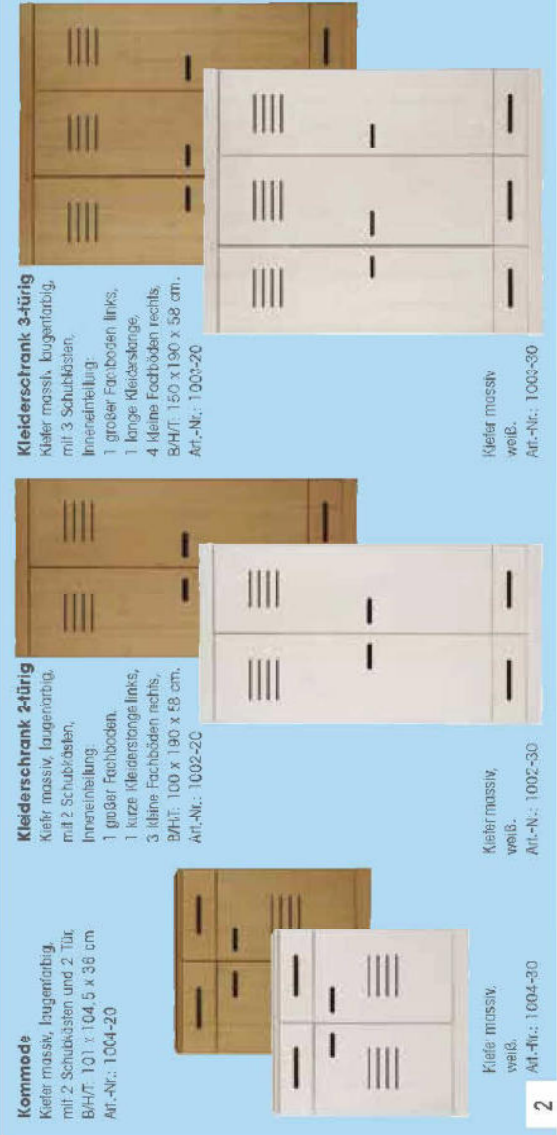 Kommode
Kiefer massiv, laugenfarbig,
mit 2 Schubkästen und 2 Tür,
B/H/T: 101 x 104,5 x 38 cm
Art.-Nr.: 1004-20
Kiefer massiv,
weiß.
Art.-Nr.: 1004-30
Kleiderschrank 2-türig
Kiefer massiv, laugenfarbig,
mit 2 Schubkästen,
Inneneinteilung:
1 großer Fachboden,
1 kurze Kleiderstange links,
3 kleine Fachböden rechts,
B/H/T: 100 x 190 x 58 cm.
Art.-Nr.: 1002-20
Kiefer massiv,
weiß.
Art.-N.: 1002-30
Kleiderschrank 3-türig
Kiefer massiv, laugenfarbig,
mit 3 Schubkästen,
Inneneinteilung:
1 großer Fachboden links,
1 lange Kleiderstange,
4 kleine Fachböden rechts,
B/H/T: 150 x 190 x 58 cm.
Art.-Nr.: 1003-20
Kiefer massiv
weiß.
Art.-Nr.: 1003-30
2